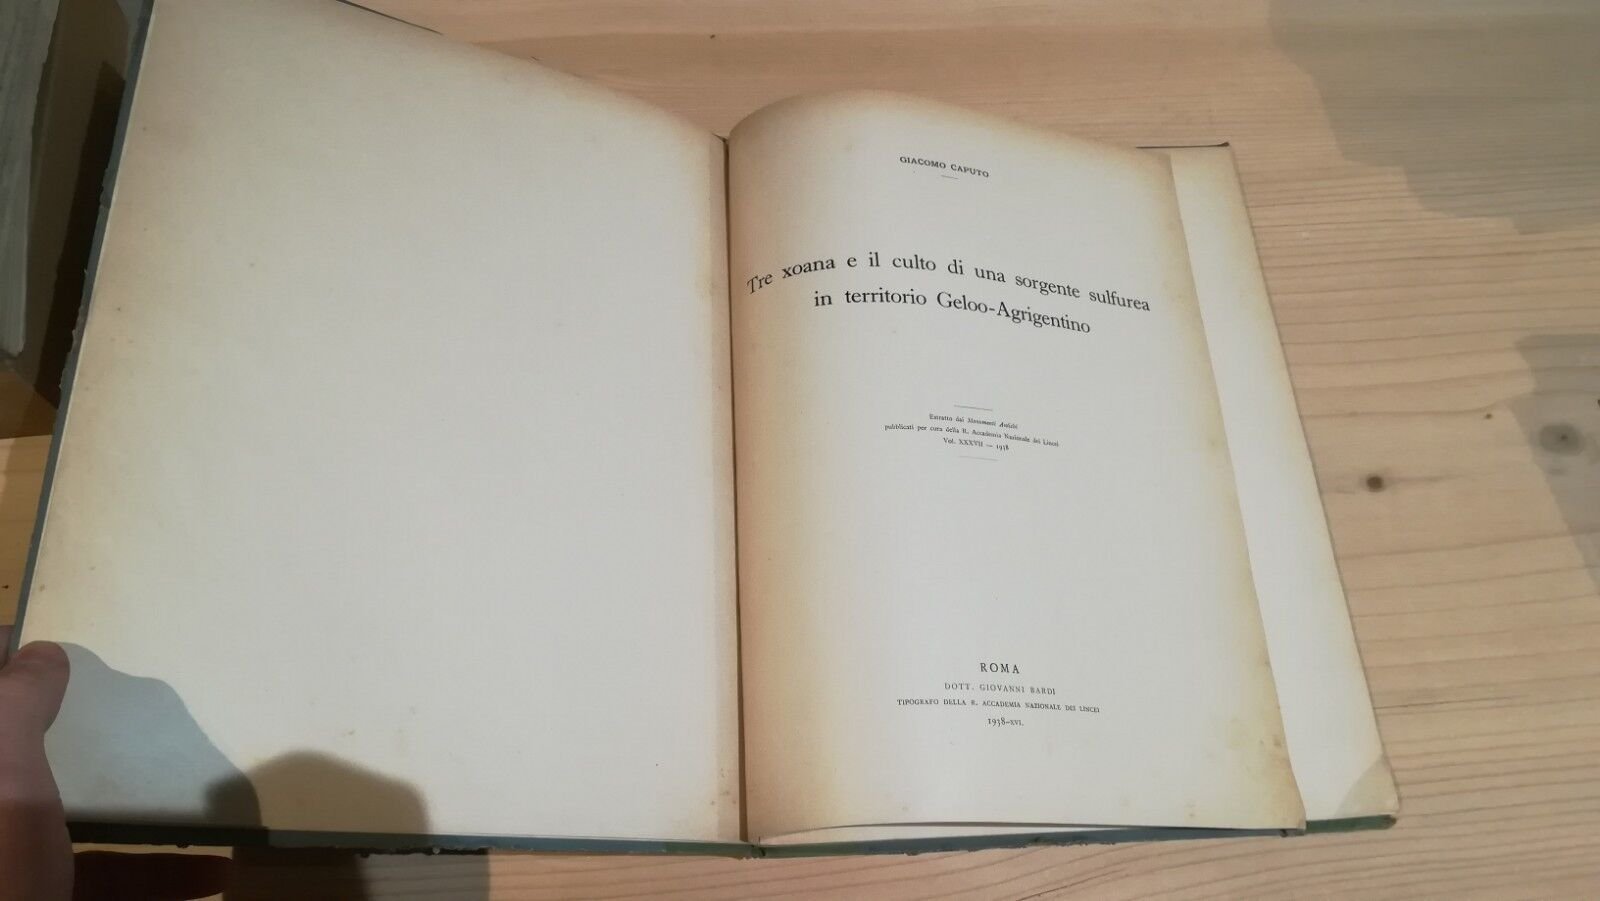 GIACOMO CAPUTO
Tre xoana e il culto di una sorgente sulfurea
in territorio Geloo-Agrigentino
Estratto dai Monumenti Antichi
pubblicati per cura della R. Accademia Nazionale dei Lincei
Vol. XXXVII — 1938
ROMA
DOTT. GIOVANNI BARDI
TIPOGRAFO DELLA R. ACCADEMIA NAZIONALE DEI LINCEI
1938-XVI.